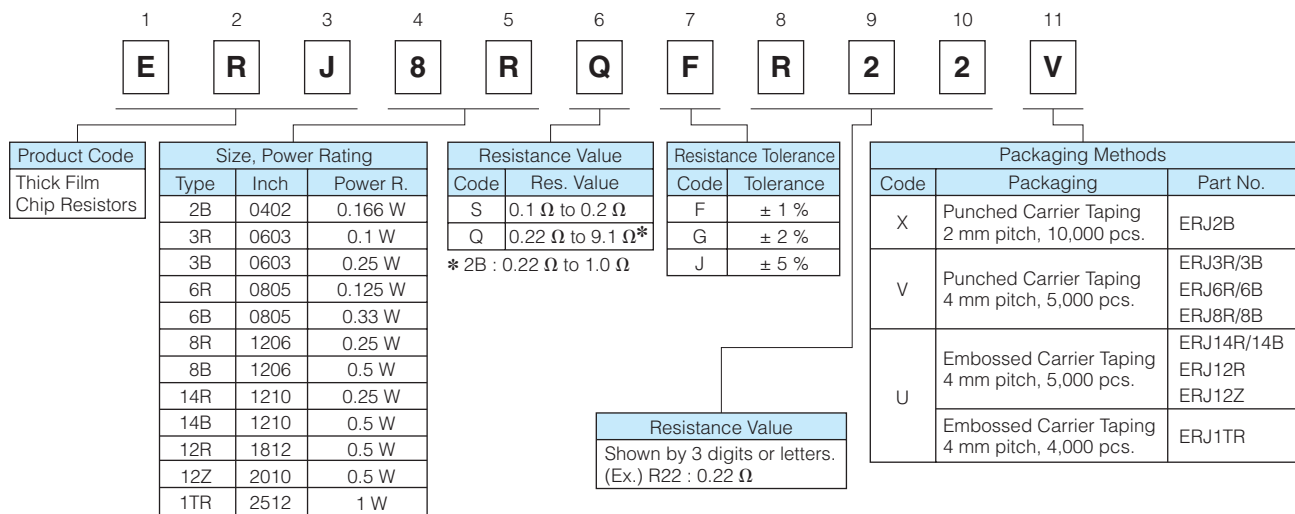 1 2 3 4 5 6 7 8 9 10 11
E R J 8 R Q F R 2 2 V
Product Code
Thick Film
Chip Resistors
Size, Power Rating
Type Inch Power R.
2B 0402 0.166 W
3R 0603 0.1 W
3B 0603 0.25 W
6R 0805 0.125 W
6B 0805 0.33 W
8R 1206 0.25 W
8B 1206 0.5 W
14R 1210 0.25 W
14B 1210 0.5 W
12R 1812 0.5 W
12Z 2010 0.5 W
1TR 2512 1 W
Resistance Value
Code Res. Value
S 0.1 Ω to 0.2 Ω
Q 0.22 Ω to 9.1 Ω*
* 2B : 0.22 Ω to 1.0 Ω
Resistance Tolerance
Code Tolerance
F ± 1 %
G ± 2 %
J ± 5 %
Resistance Value
Shown by 3 digits or letters.
(Ex.) R22 : 0.22 Ω
Packaging Methods
Code Packaging Part No.
X
Punched Carrier Taping
2 mm pitch, 10,000 pcs.
ERJ2B
V
Punched Carrier Taping
4 mm pitch, 5,000 pcs.
ERJ3R/3B
ERJ6R/6B
ERJ8R/8B
U
Embossed Carrier Taping
4 mm pitch, 5,000 pcs.
ERJ14R/14B
ERJ12R
ERJ12Z
Embossed Carrier Taping
4 mm pitch, 4,000 pcs.
ERJ1TR